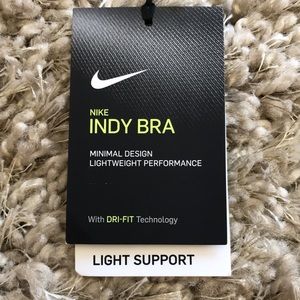 NIKE
INDY BRA
MINIMAL DESIGN
LIGHTWEIGHT PERFORMANCE
With DRI-FIT Technology
LIGHT SUPPORT